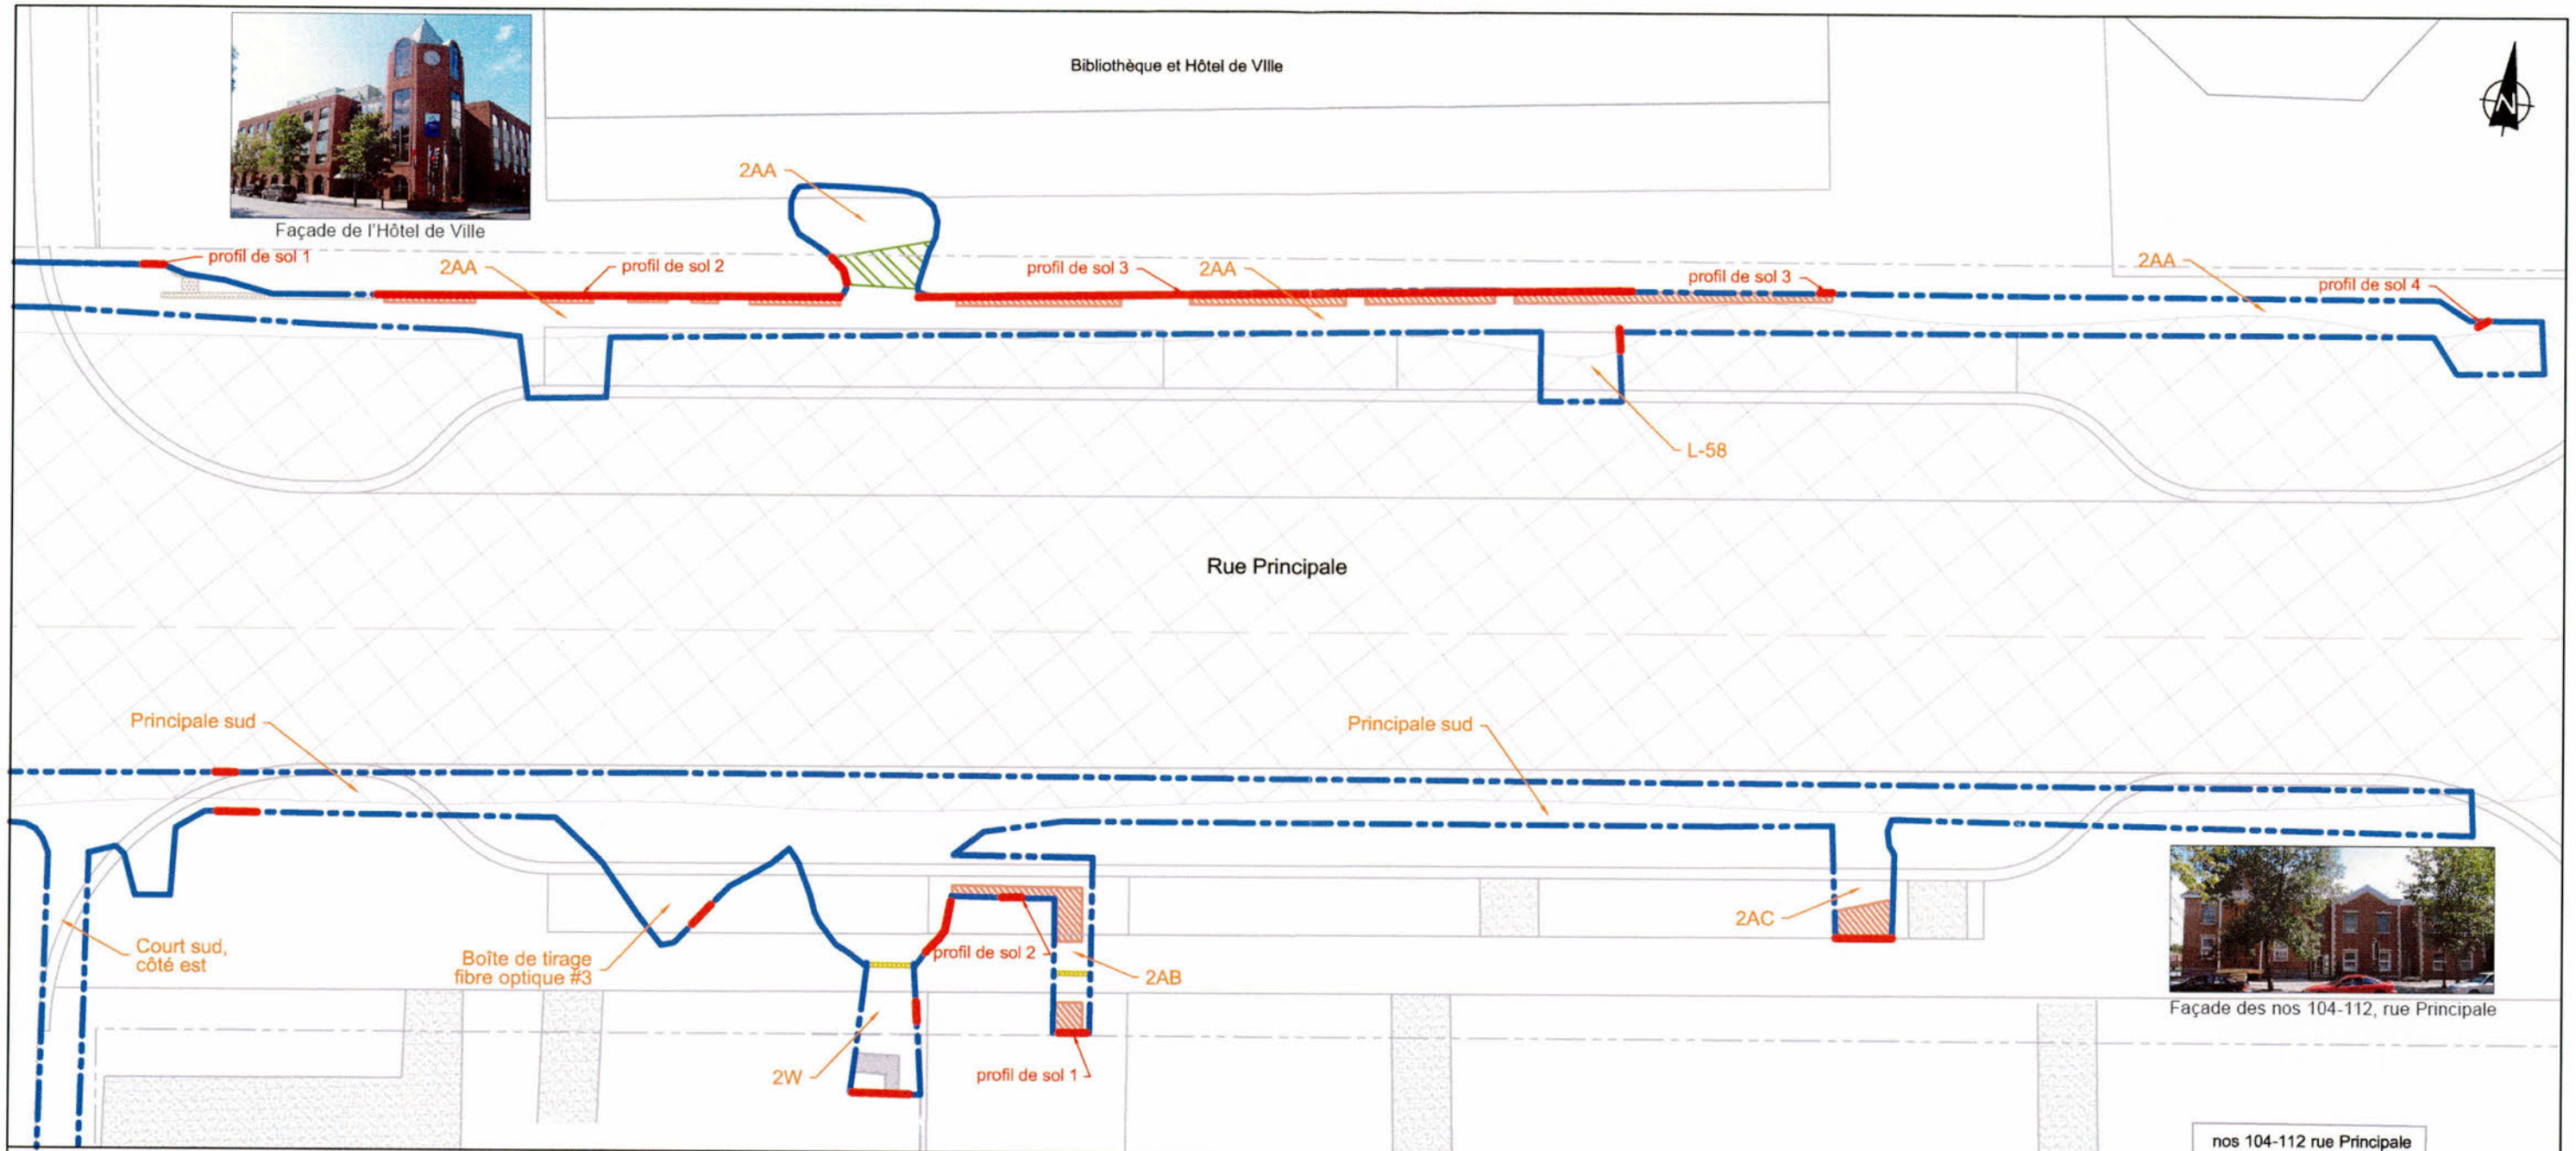 Bibliothèque et Hôtel de VIlle
N
Façade de l'Hôtel de Ville
2AA
profil de sol 1
2AA
profil de sol 2
profil de sol 3
2AA
profil de sol 3
2AA
profil de sol 4
L-58
Rue Principale
Principale sud
Principale sud
Court sud,
côté est
Boîte de tirage
fibre optique #3
profil de sol 2
2AB
2AC
2W
profil de sol 1
Façade des nos 104-112, rue Principale
nos 104-112 rue Principale